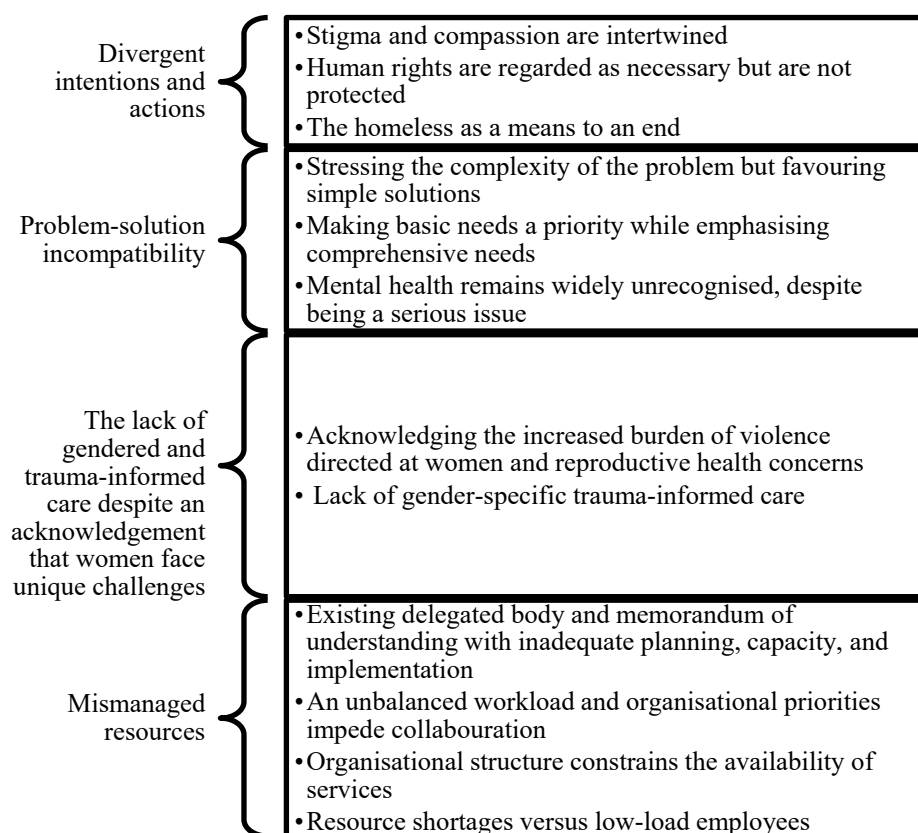 Divergent
intentions and
actions
•Stigma and compassion are intertwined
•Human rights are regarded as necessary but are not
protected
•The homeless as a means to an end
Problem-solution
incompatibility
•Stressing the complexity of the problem but favouring
simple solutions
•Making basic needs a priority while emphasising
comprehensive needs
•Mental health remains widely unrecognised, despite
being a serious issue
The lack of
gendered and
trauma-informed
care despite an
acknowledgement
that women face
unique challenges
•Acknowledging the increased burden of violence
directed at women and reproductive health concerns
• Lack of gender-specific trauma-informed care
Mismanaged
resources
•Existing delegated body and memorandum of
understanding with inadequate planning, capacity, and
implementation
•An unbalanced workload and organisational priorities
impede collabouration
•Organisational structure constrains the availability of
services
•Resource shortages versus low-load employees